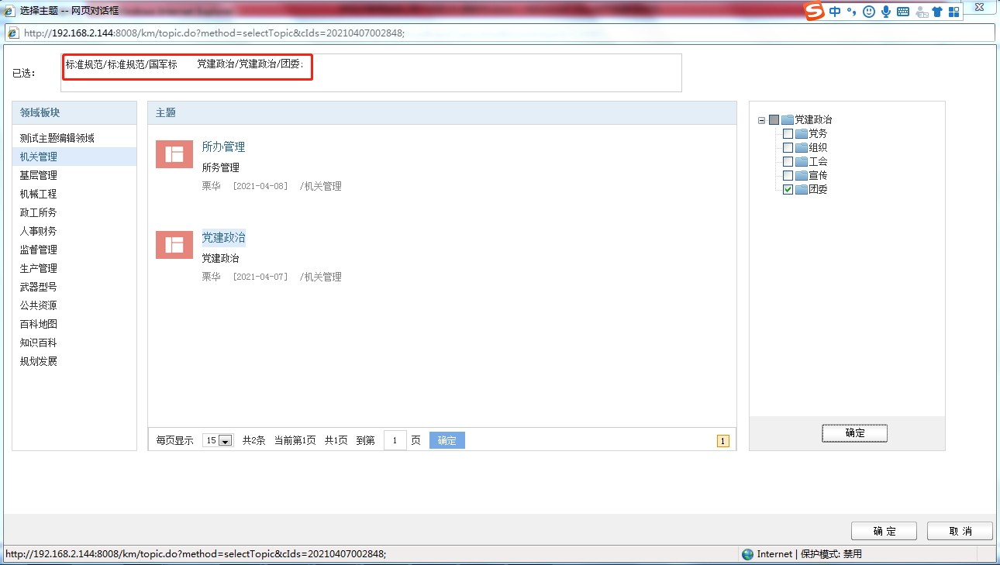 选择主题 -- 网页对话框
中
http://192.168.2.144:8008/km/topic.do?method=selectTopic&cIds=20210407002848;
已选： 标准规范/标准规范/国军标 党建政治/党建政治/团委;
领域板块
测试主题编辑领域
机关管理
基层管理
机械工程
政工所务
人事财务
监督管理
生产管理
武器型号
公共资源
百科地图
知识百科
规划发展
主题
所办管理
所务管理
栗华 [2021-04-08] /机关管理
党建政治
党建政治
栗华 [2021-04-07] /机关管理
每页显示 15 共2条 当前第1页 共1页 到第 1 页 确定 1
党建政治
党务
组织
工会
宣传
团委
确定
确 定 取 消
http://192.168.2.144:8008/km/topic.do?method=selectTopic&cIds=20210407002848; Internet | 保护模式: 禁用